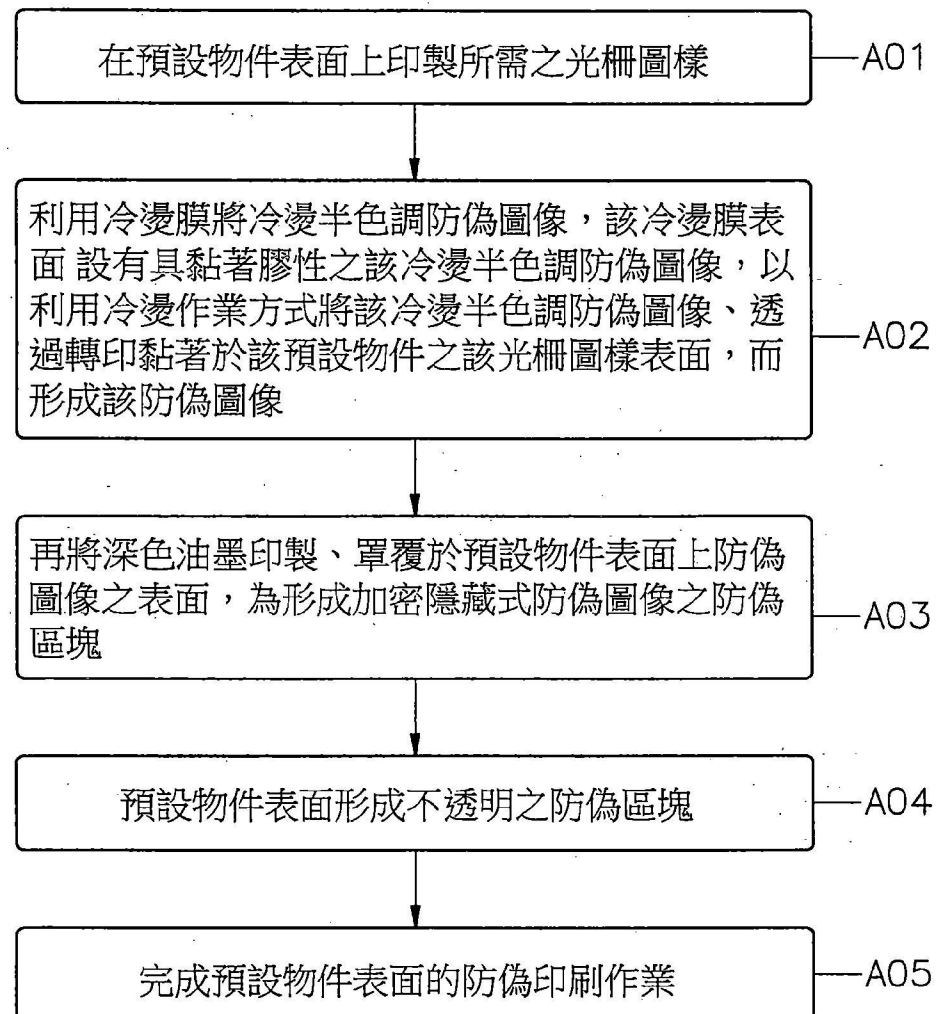 在預設物件表面上印製所需之光柵圖樣
A01
利用冷燙膜將冷燙半色調防偽圖像，該冷燙膜表
面設有具黏著膠性之該冷燙半色調防偽圖像，以
利用冷燙作業方式將該冷燙半色調防偽圖像、透
過轉印黏著於該預設物件之該光柵圖樣表面，而
形成該防偽圖像
A02
再將深色油墨印製、罩覆於預設物件表面上防偽
圖像之表面，為形成加密隱藏式防偽圖像之防偽
區塊
A03
預設物件表面形成不透明之防偽區塊
A04
完成預設物件表面的防偽印刷作業
A05